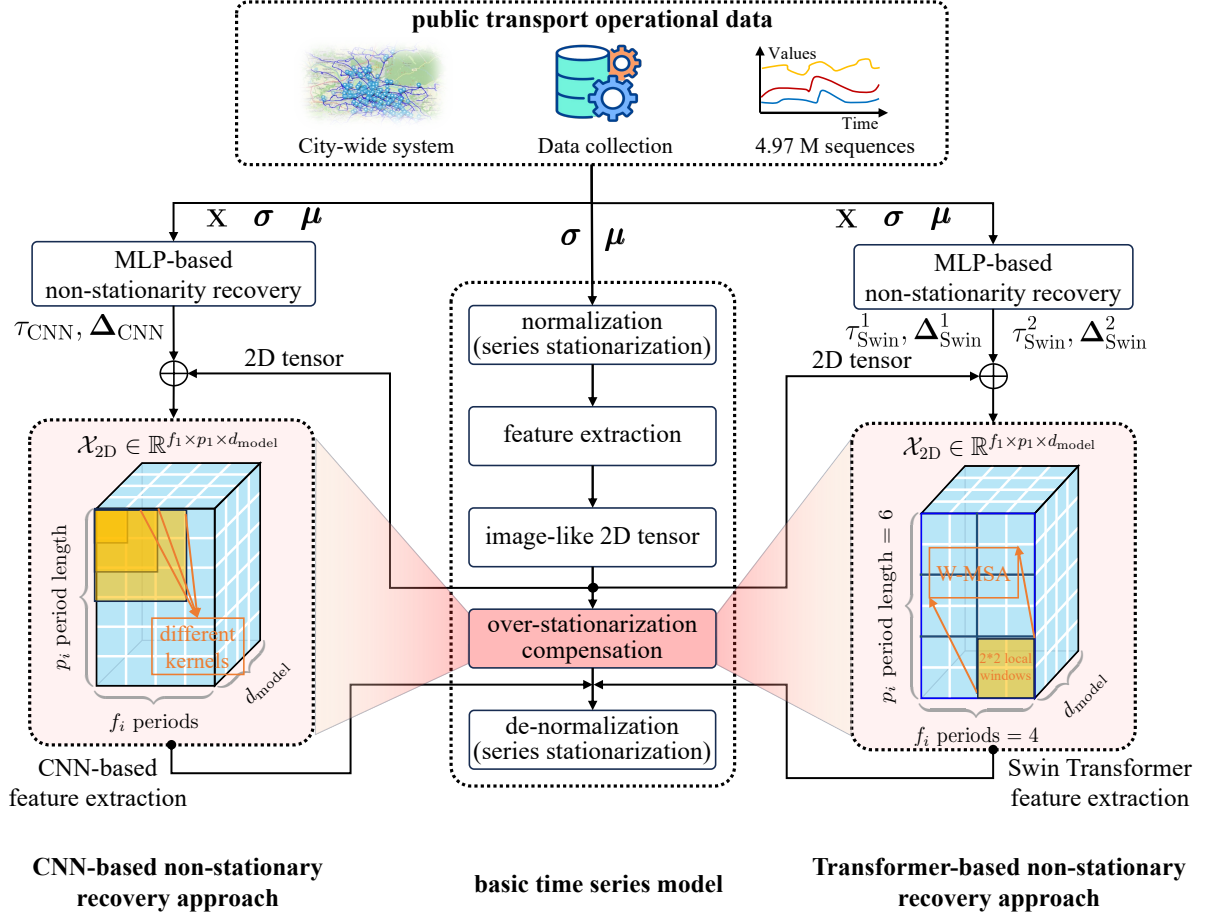 public transport operational data
Values
Time
City-wide system
Data collection
4.97 M sequences
X σ μ
σ μ
X σ μ
MLP-based
non-stationarity recovery
τ_CNN, Δ_CNN
2D tensor
normalization
(series stationarization)
feature extraction
image-like 2D tensor
over-stationarization
compensation
de-normalization
(series stationarization)
MLP-based
non-stationarity recovery
τ¹_Swin, Δ¹_Swin
τ²_Swin, Δ²_Swin
2D tensor
𝒳_2D ∈ ℝ^{f₁×p₁×d_model}
p_i period length
different
kernels
f_i periods
d_model
CNN-based
feature extraction
𝒳_2D ∈ ℝ^{f₁×p₁×d_model}
p_i period length = 6
W-MSA
2*2 local
windows
f_i periods = 4
d_model
Swin Transformer
feature extraction
CNN-based non-stationary
recovery approach
basic time series model
Transformer-based non-stationary
recovery approach